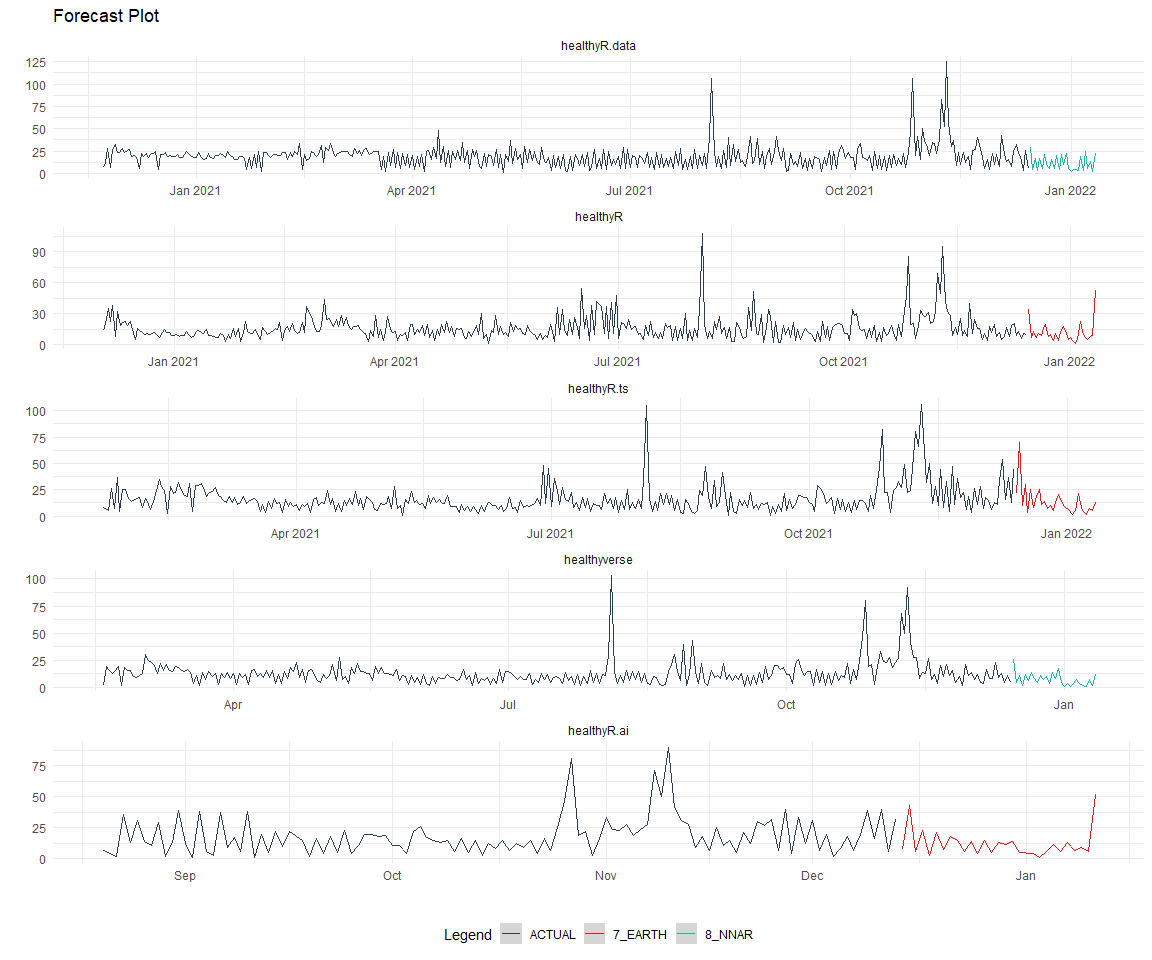 Forecast Plot
healthyR.data
125
100
75
50
25
0
Jan 2021 Apr 2021 Jul 2021 Oct 2021 Jan 2022
healthyR
90
60
30
0
Jan 2021 Apr 2021 Jul 2021 Oct 2021 Jan 2022
healthyR.ts
100
75
50
25
0
Apr 2021 Jul 2021 Oct 2021 Jan 2022
healthyverse
100
75
50
25
0
Apr Jul Oct Jan
healthyR.ai
75
50
25
0
Sep Oct Nov Dec Jan
Legend ACTUAL 7_EARTH 8_NNAR